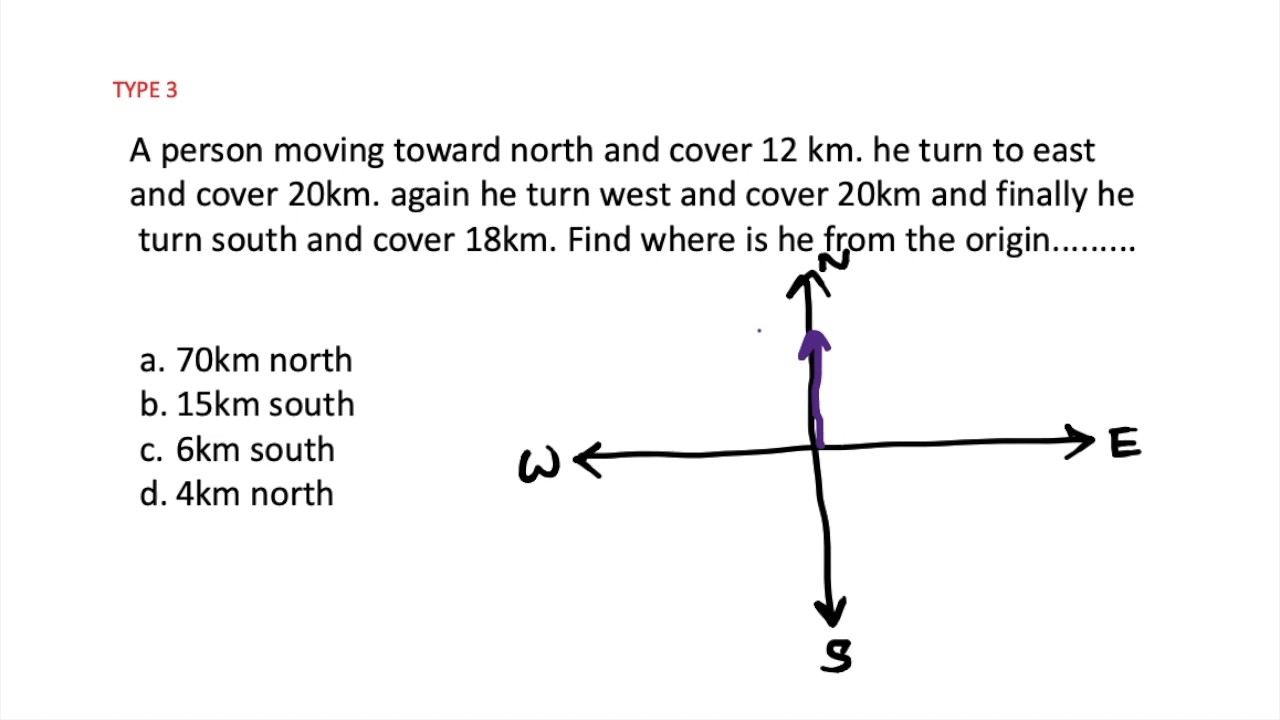 TYPE 3
A person moving toward north and cover 12 km. he turn to east
and cover 20km. again he turn west and cover 20km and finally he
turn south and cover 18km. Find where is he from the origin.........
N
a. 70km north
b. 15km south
c. 6km south
d. 4km north
W
E
S